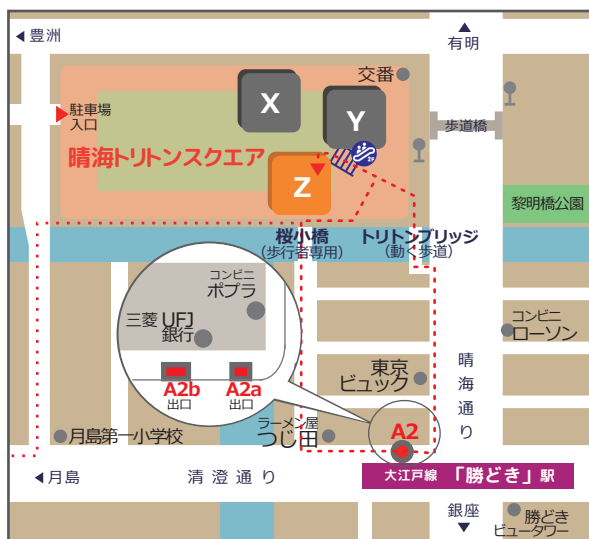 豊洲
有明
交番
X
Y
2F
Z
駐車場
入口
晴海トリトンスクエア
歩道橋
黎明橋公園
桜小橋
(歩行者専用)
トリトンブリッジ
(動く歩道)
コンビニ
ポプラ
三菱 UFJ
銀行
A2b
出口
A2a
出口
コンビニ
ローソン
東京
ビュック
晴海通り
ラーメン屋
つじ田
A2
月島第一小学校
月島
清澄通り
大江戸線 「勝どき」駅
銀座
勝どき
ビュータワー